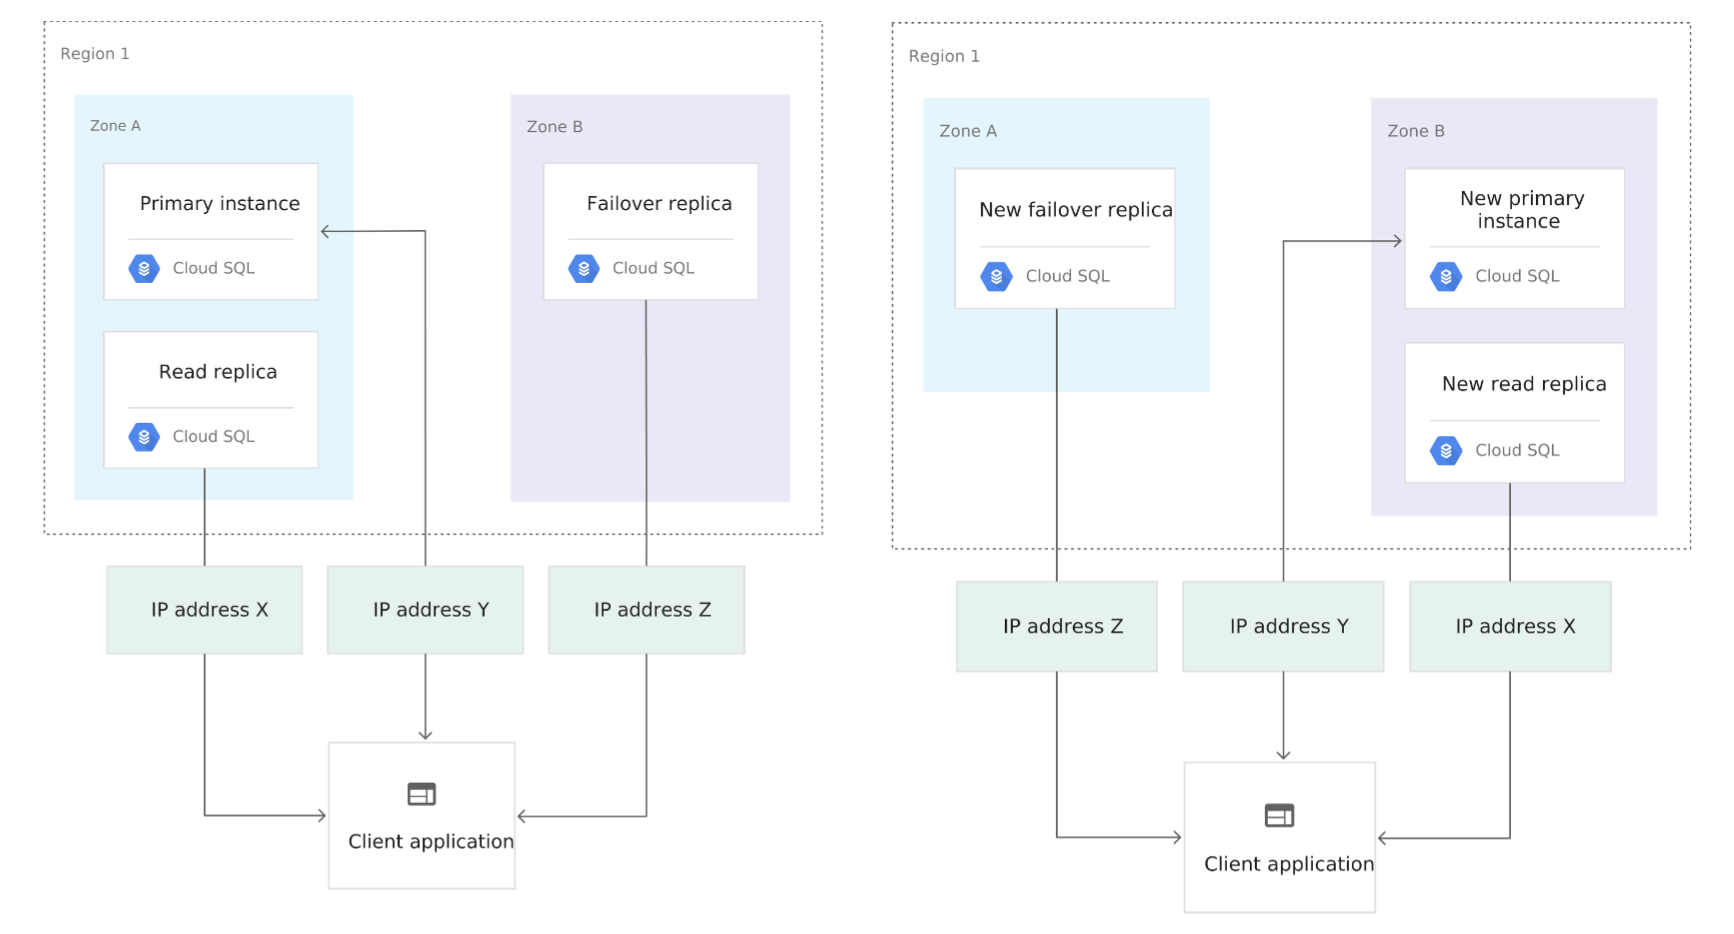 Region 1
Zone A
Primary instance
Cloud SQL
Read replica
Cloud SQL
Zone B
Failover replica
Cloud SQL
IP address X
IP address Y
IP address Z
Client application
Region 1
Zone A
New failover replica
Cloud SQL
Zone B
New primary
instance
Cloud SQL
New read replica
Cloud SQL
IP address Z
IP address Y
IP address X
Client application